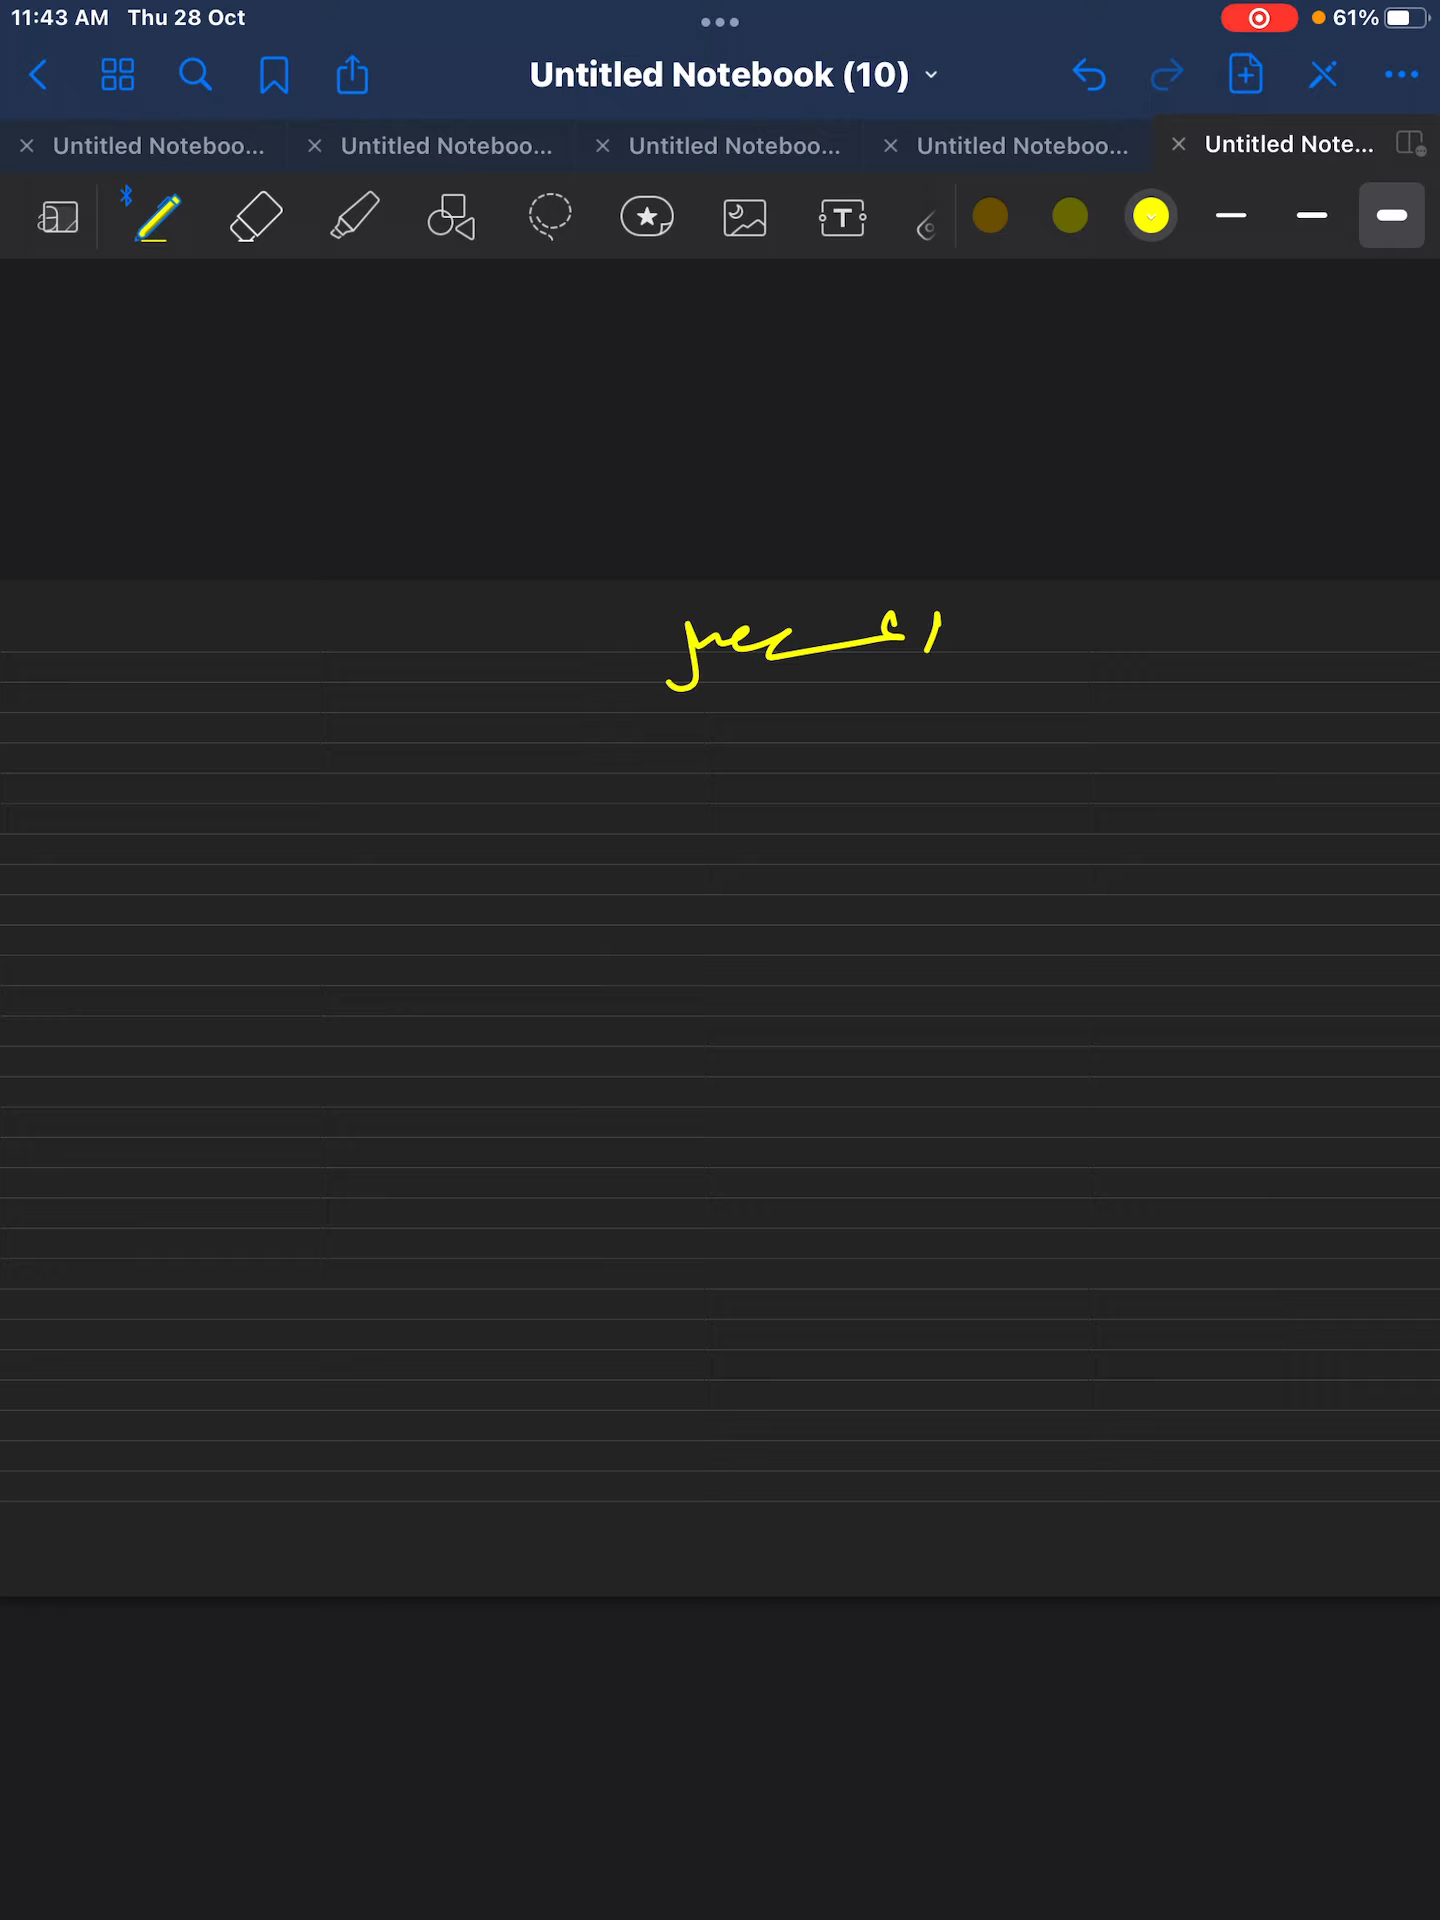 11:43 AM Thu 28 Oct 61%
Untitled Notebook (10)
Untitled Noteboo... Untitled Noteboo... Untitled Noteboo... Untitled Noteboo... Untitled Note...
T